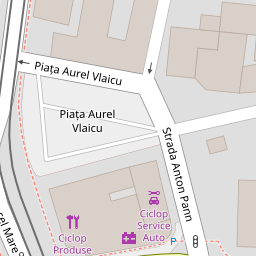 Piața Aurel Vlaicu
Piața Aurel
Vlaicu
Strada Anton Pann
Ciclop
Service
Auto
Ciclop
Produse
P